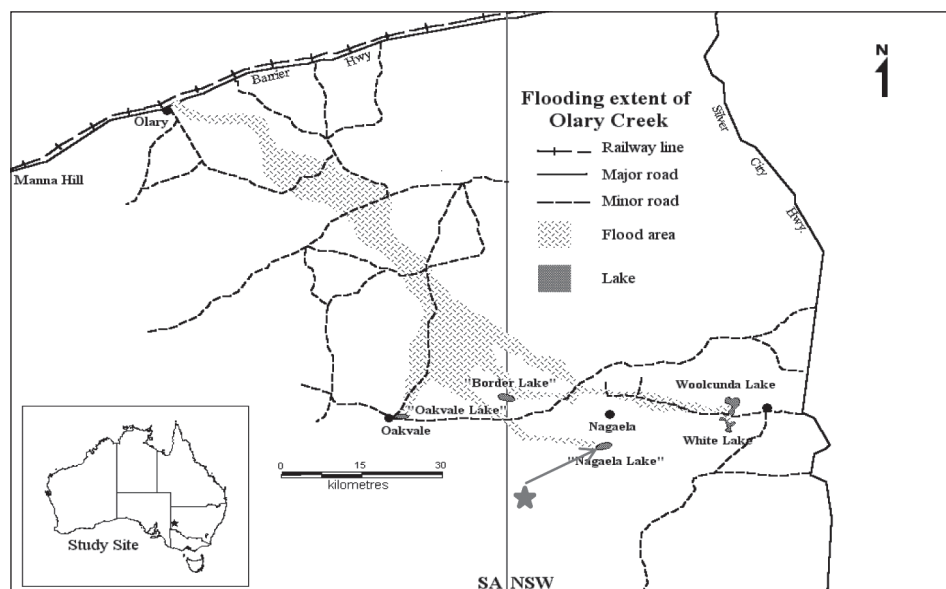 N
Barrier
Hwy
Olary
Manna Hill
Flooding extent of
Olary Creek
Railway line
Major road
Minor road
Flood area
Lake
Silver
City
Hwy.
"Border Lake"
Woolcunda Lake
"Oakvale Lake"
Oakvale
Nagaela
White Lake
"Nagaela Lake"
0 15 30
kilometres
Study Site
SA NSW